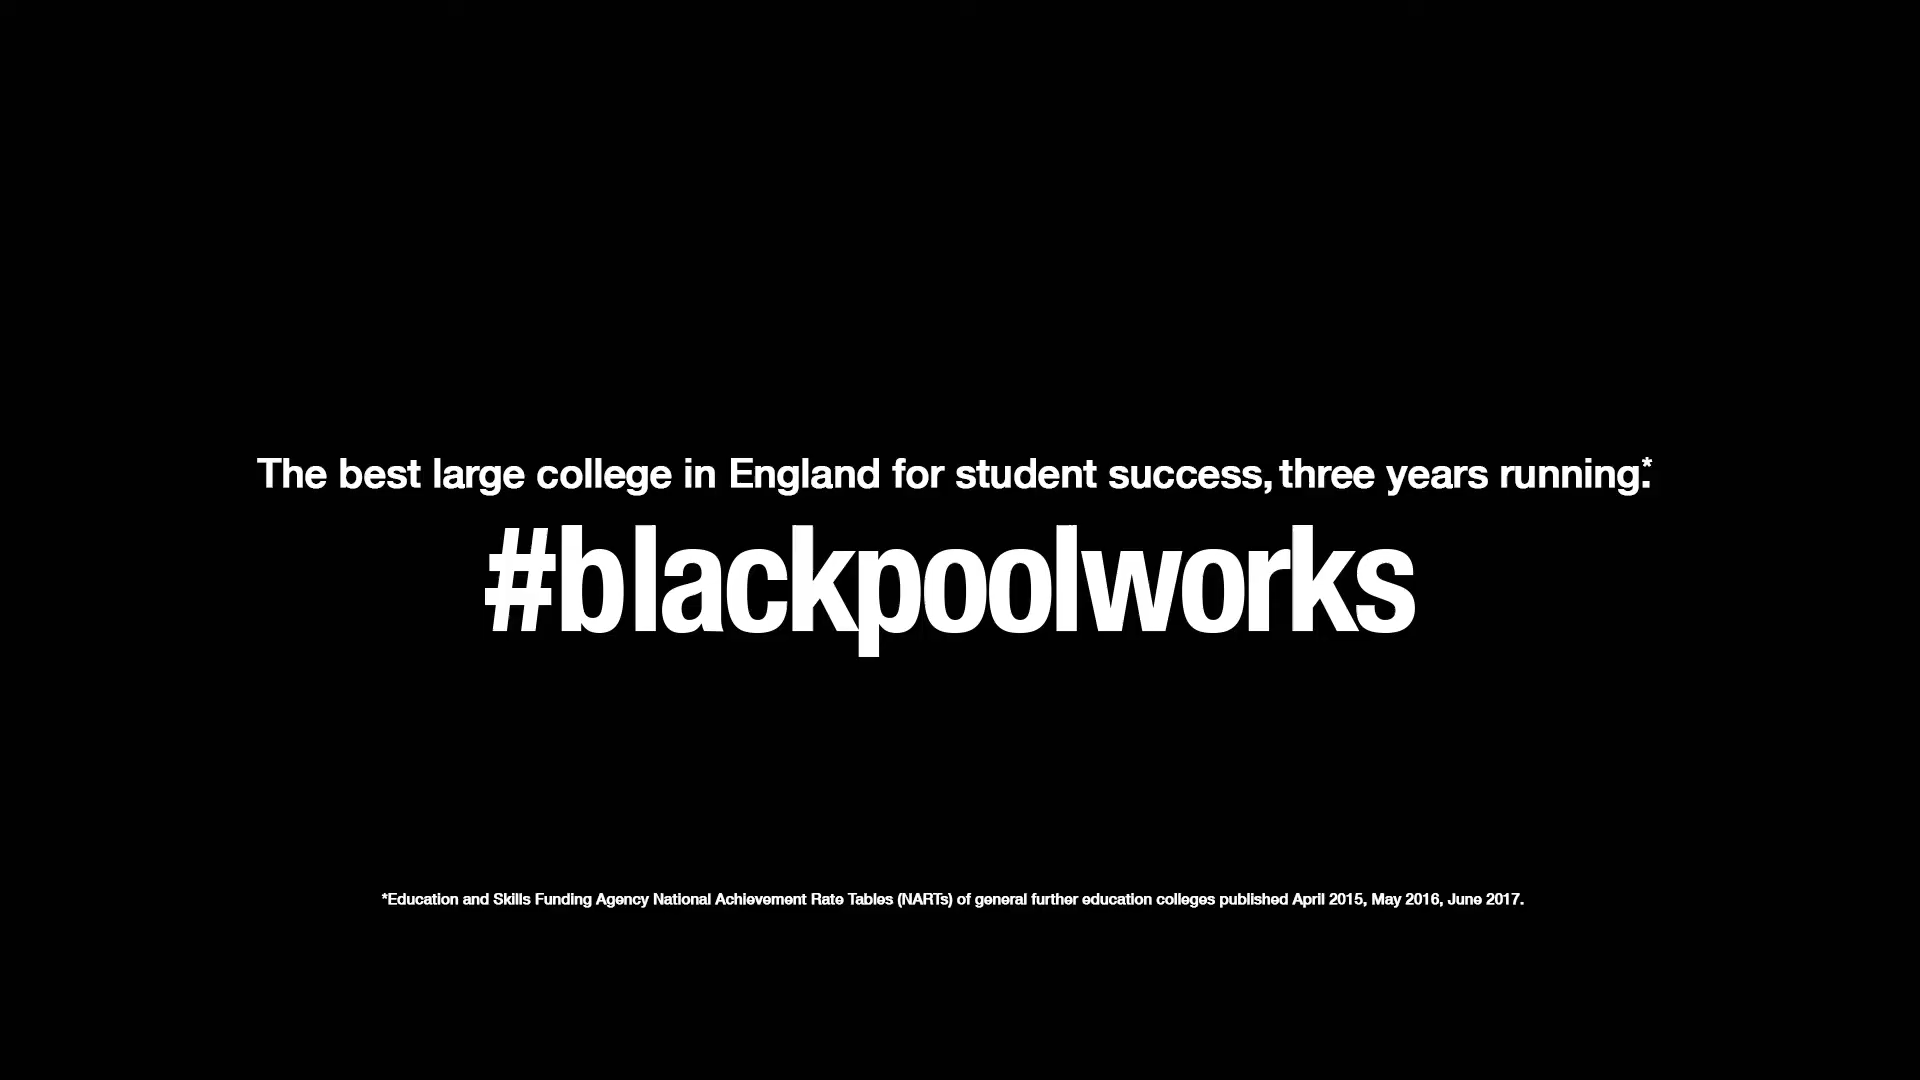 The best large college in England for student success, three years running.*
#blackpoolworks
*Education and Skills Funding Agency National Achievement Rate Tables (NARTs) of general further education colleges published April 2015, May 2016, June 2017.